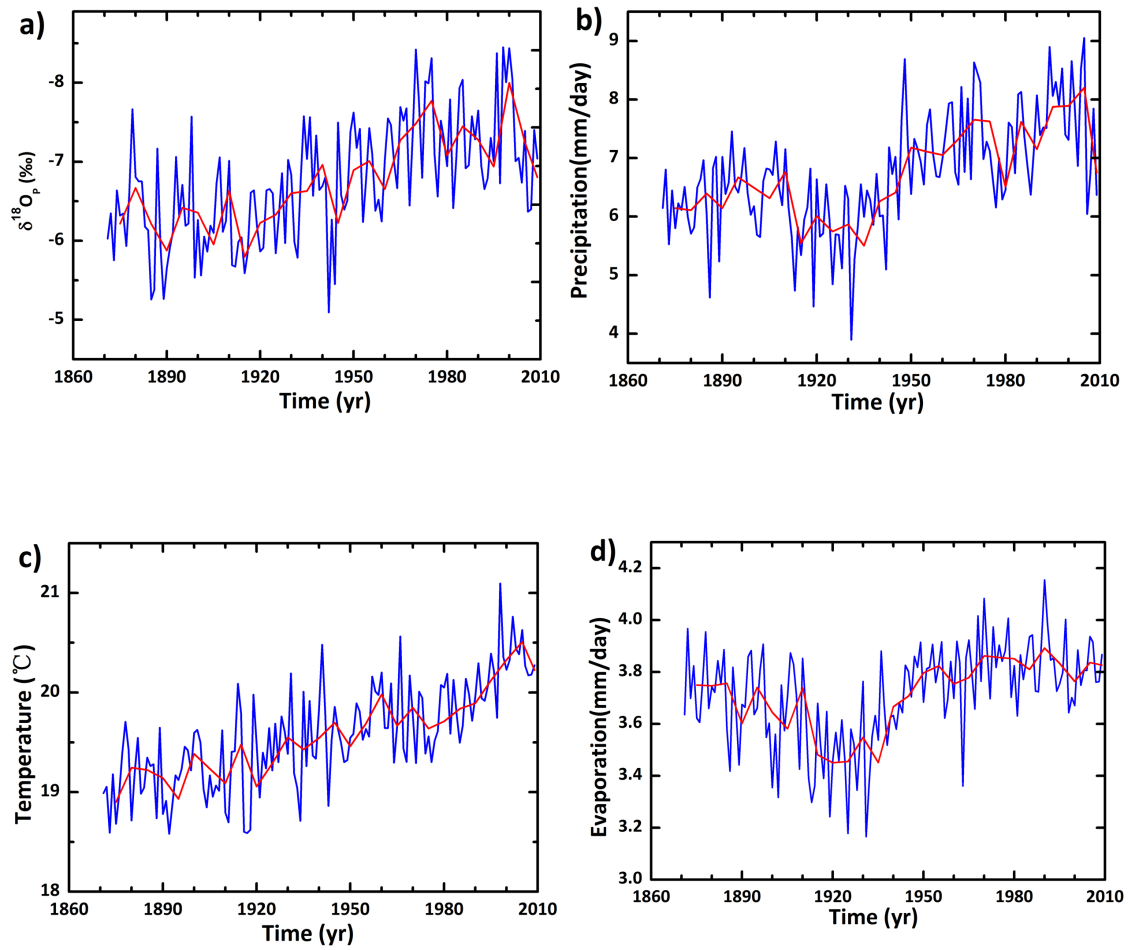 a)
δ18OP (‰)
-8
-7
-6
-5
1860 1890 1920 1950 1980 2010
Time (yr)
b)
Precipitation(mm/day)
9
8
7
6
5
4
1860 1890 1920 1950 1980 2010
Time (yr)
c)
Temperature (℃)
21
20
19
18
1860 1890 1920 1950 1980 2010
Time (yr)
d)
Evaporation(mm/day)
4.2
4.0
3.8
3.6
3.4
3.2
3.0
1860 1890 1920 1950 1980 2010
Time (yr)